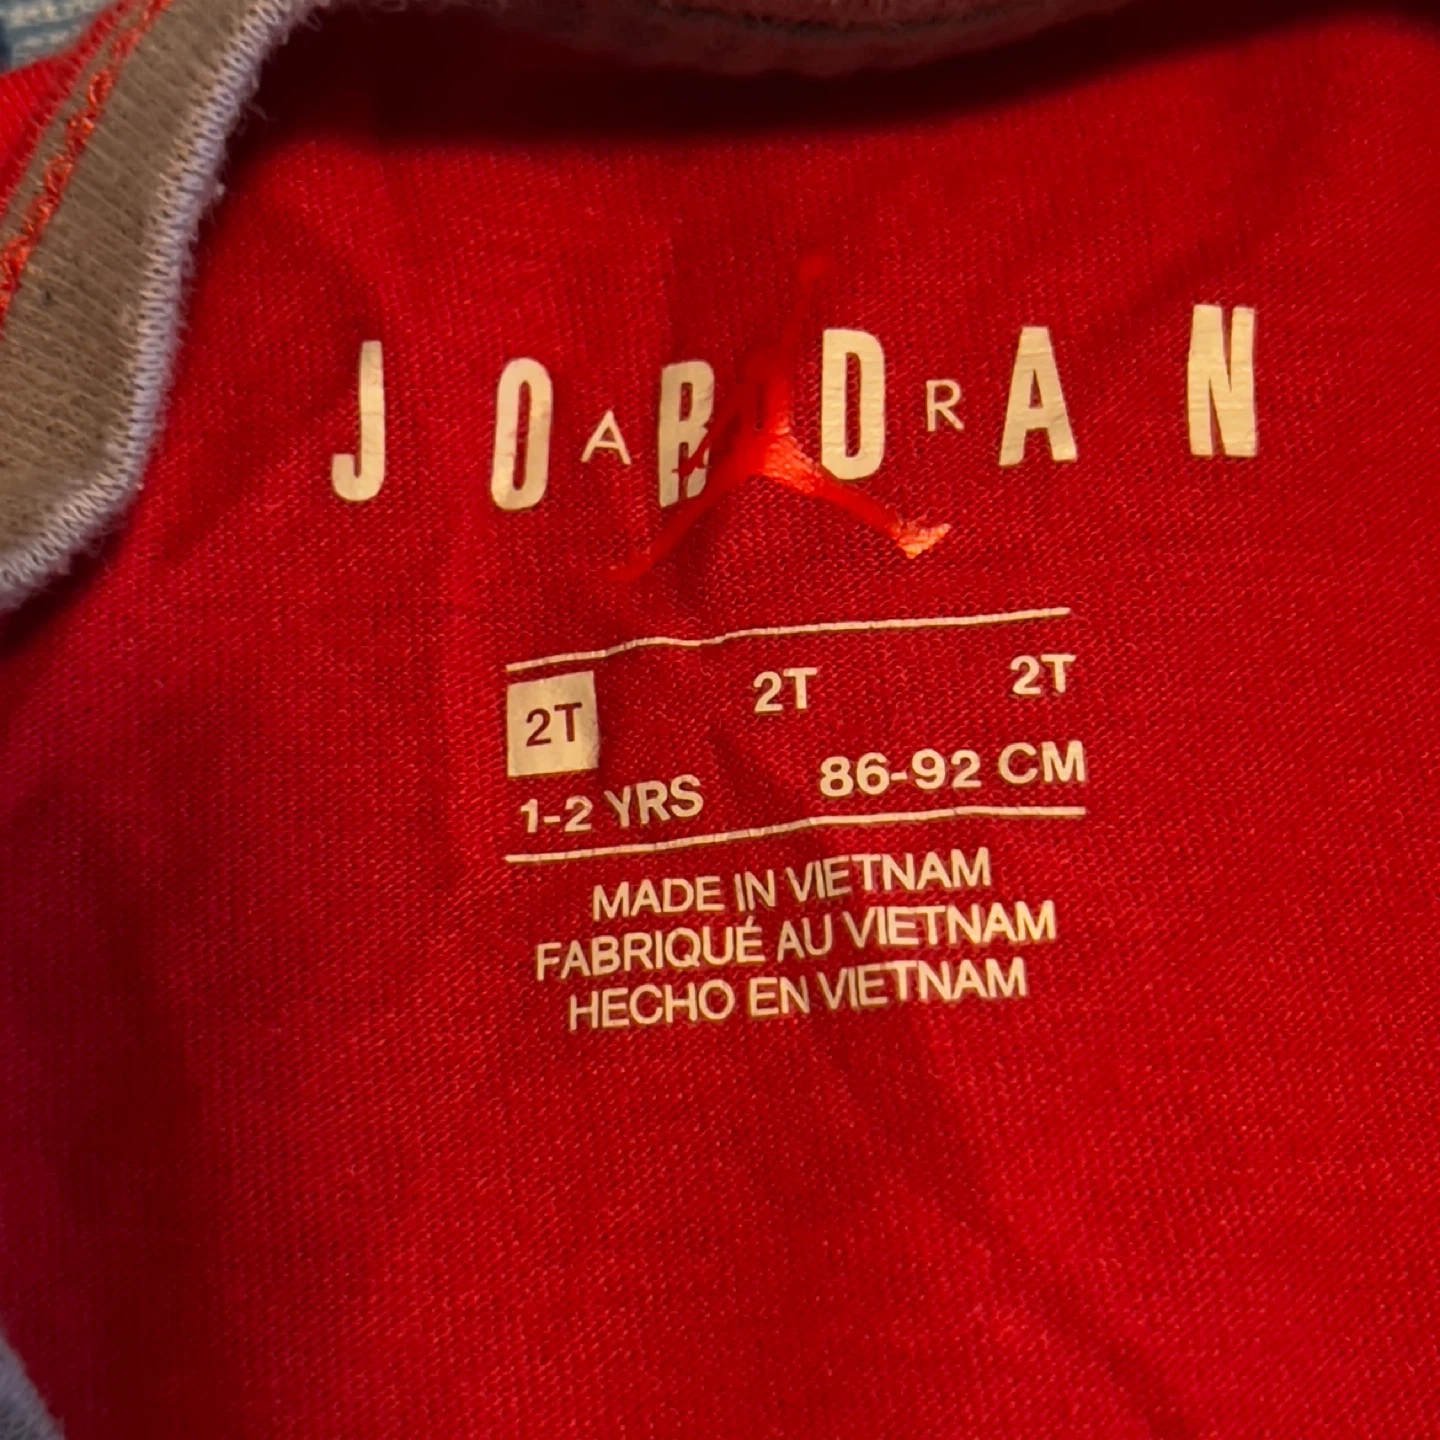 JORDAN
AIR
2T 2T 2T
1-2 YRS 86-92 CM
MADE IN VIETNAM
FABRIQUÉ AU VIETNAM
HECHO EN VIETNAM